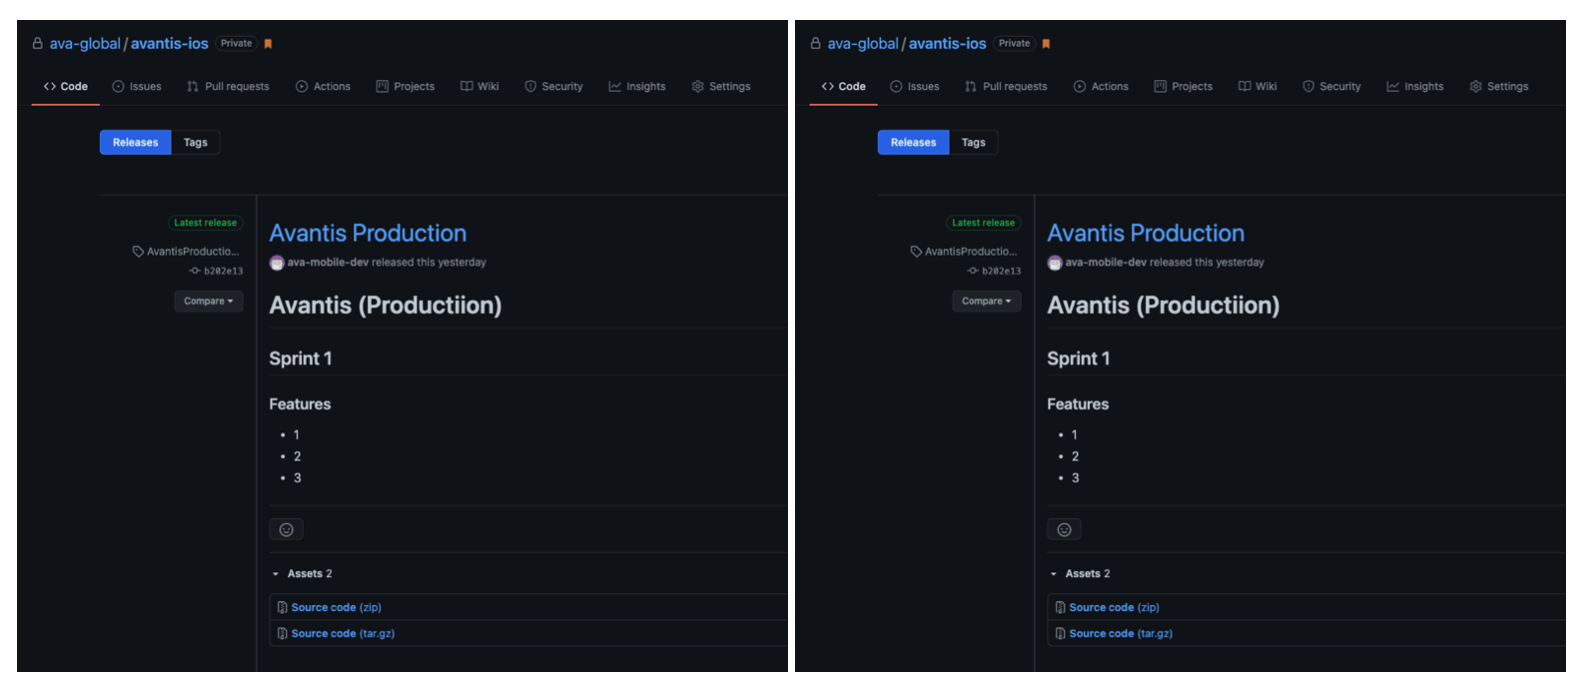 ava-global/avantis-ios Private
Code Issues Pull requests Actions Projects Wiki Security Insights Settings
Releases Tags
Latest release
AvantisProductio...
b202e13
Compare
Avantis Production
ava-mobile-dev released this yesterday
Avantis (Productiion)
Sprint 1
Features
• 1
• 2
• 3
Assets 2
Source code (zip)
Source code (tar.gz)
ava-global/avantis-ios Private
Code Issues Pull requests Actions Projects Wiki Security Insights Settings
Releases Tags
Latest release
AvantisProductio...
b202e13
Compare
Avantis Production
ava-mobile-dev released this yesterday
Avantis (Productiion)
Sprint 1
Features
• 1
• 2
• 3
Assets 2
Source code (zip)
Source code (tar.gz)